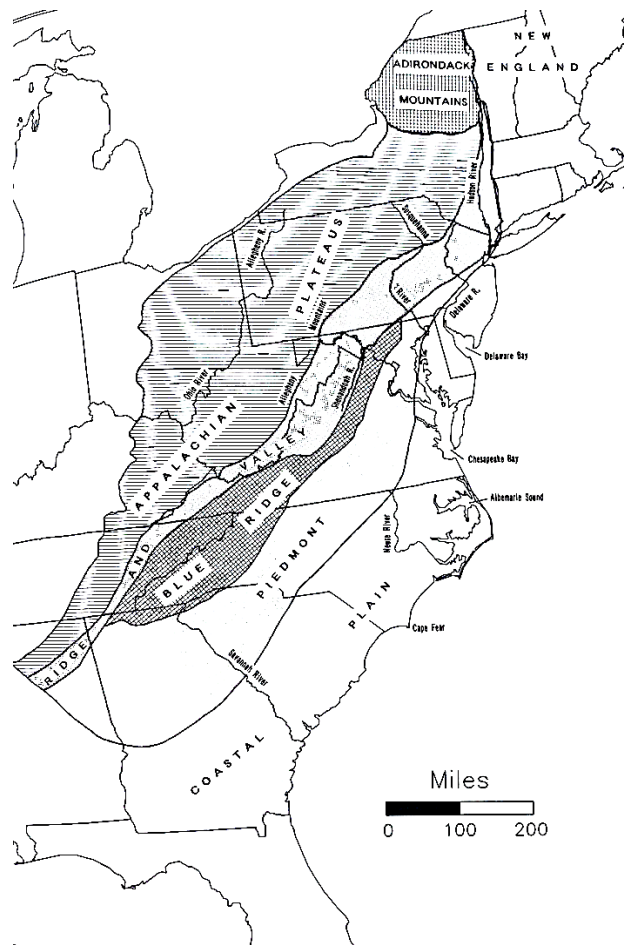 NEW
ENGLAND
ADIRONDACK
MOUNTAINS
Hudson River
Susquehanna
Allegheny R.
PLATEAUS
? River
Delaware R.
Mountains
Delaware Bay
Ohio River
Allegheny
Shenandoah R.
APPALACHIAN
VALLEY
Chesapeake Bay
RIDGE
Albemarle Sound
Neuse River
AND
PIEDMONT
BLUE
PLAIN
Cape Fear
RIDGE
Savannah River
COASTAL
Miles
0 100 200